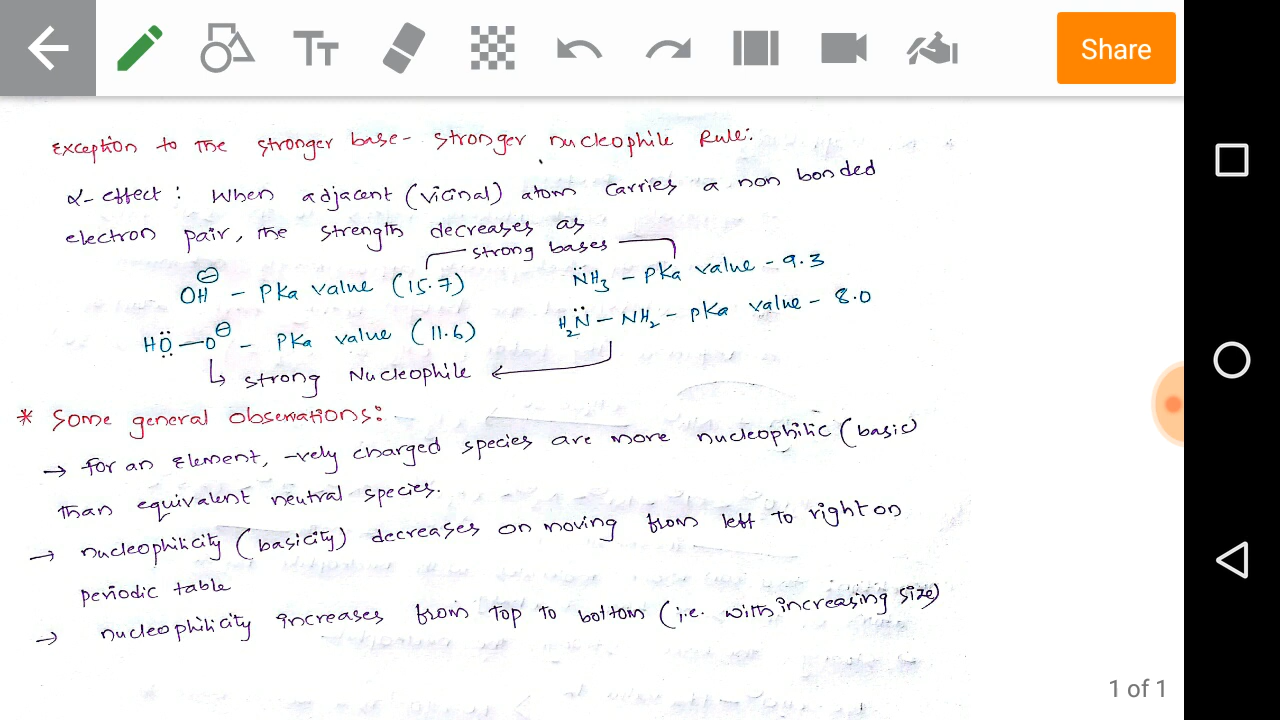 TT
Share
Exception to the stronger base- stronger nucleophile Rule:
α-effect : When adjacent (vicinal) atom carries a non bonded
electron pair, the strength decreases as
strong bases
OH⊖ – PKa value (15.7)
N̈H3 – PKa value - 9.3
HÖ̤–O⊖ – PKa value (11.6)
H2N̈ – NH2 – pKa value – 8.0
strong Nucleophile
* Some general observations:
→ for an Element, -vely charged species are more nucleophilic (basic)
than equivalent neutral species.
→ nucleophilicity (basicity) decreases on moving from left to right on
periodic table
→ nucleophilicity increases from top to bottom (i.e. with increasing size)
1 of 1